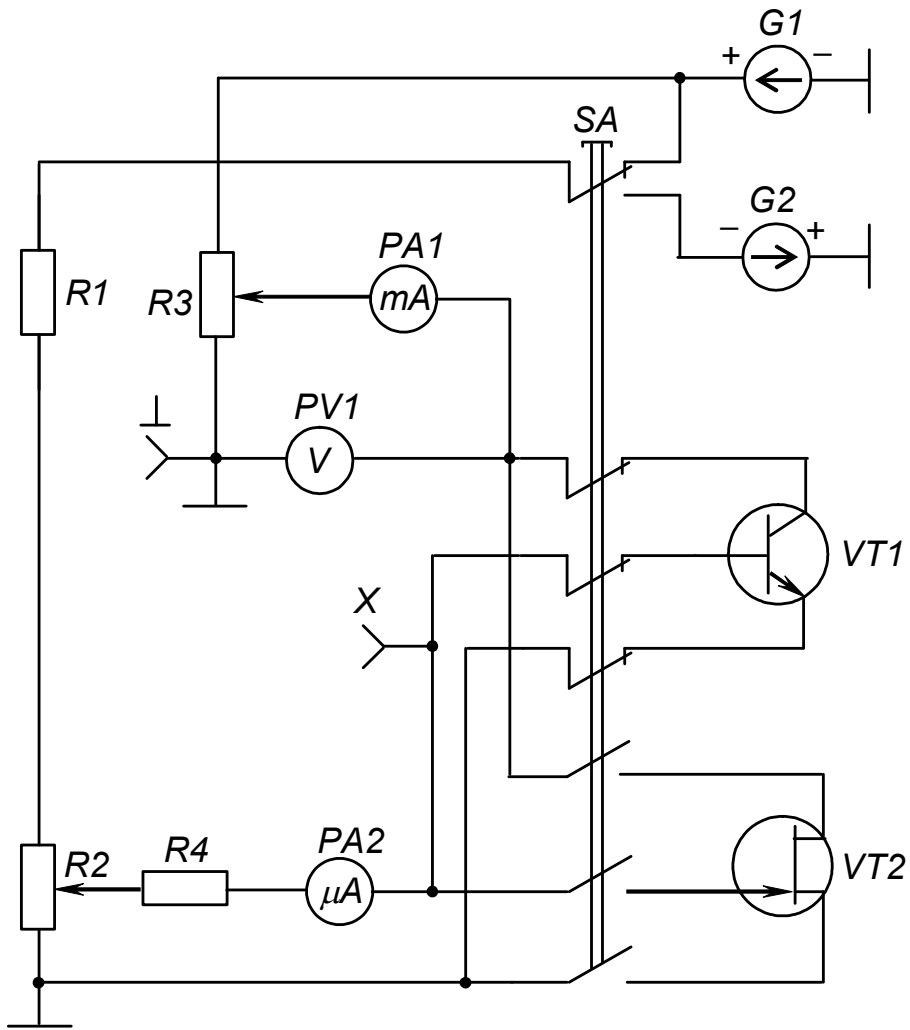 G1
+ −
SA
G2
− +
PA1
R1
R3
mA
PV1
V
VT1
X
PA2
R2
R4
μA
VT2